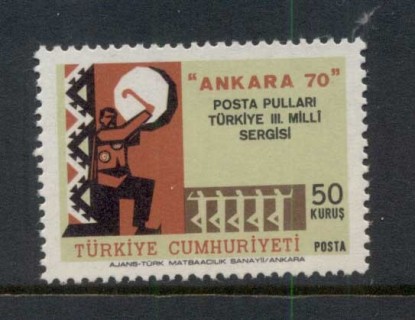 "ANKARA 70"
POSTA PULLARI
TÜRKİYE III. MİLLİ
SERGİSİ
50
KURUŞ
TÜRKİYE CUMHURİYETİ
POSTA
AJANS-TÜRK MATBAACILIK SANAYİİ/ANKARA